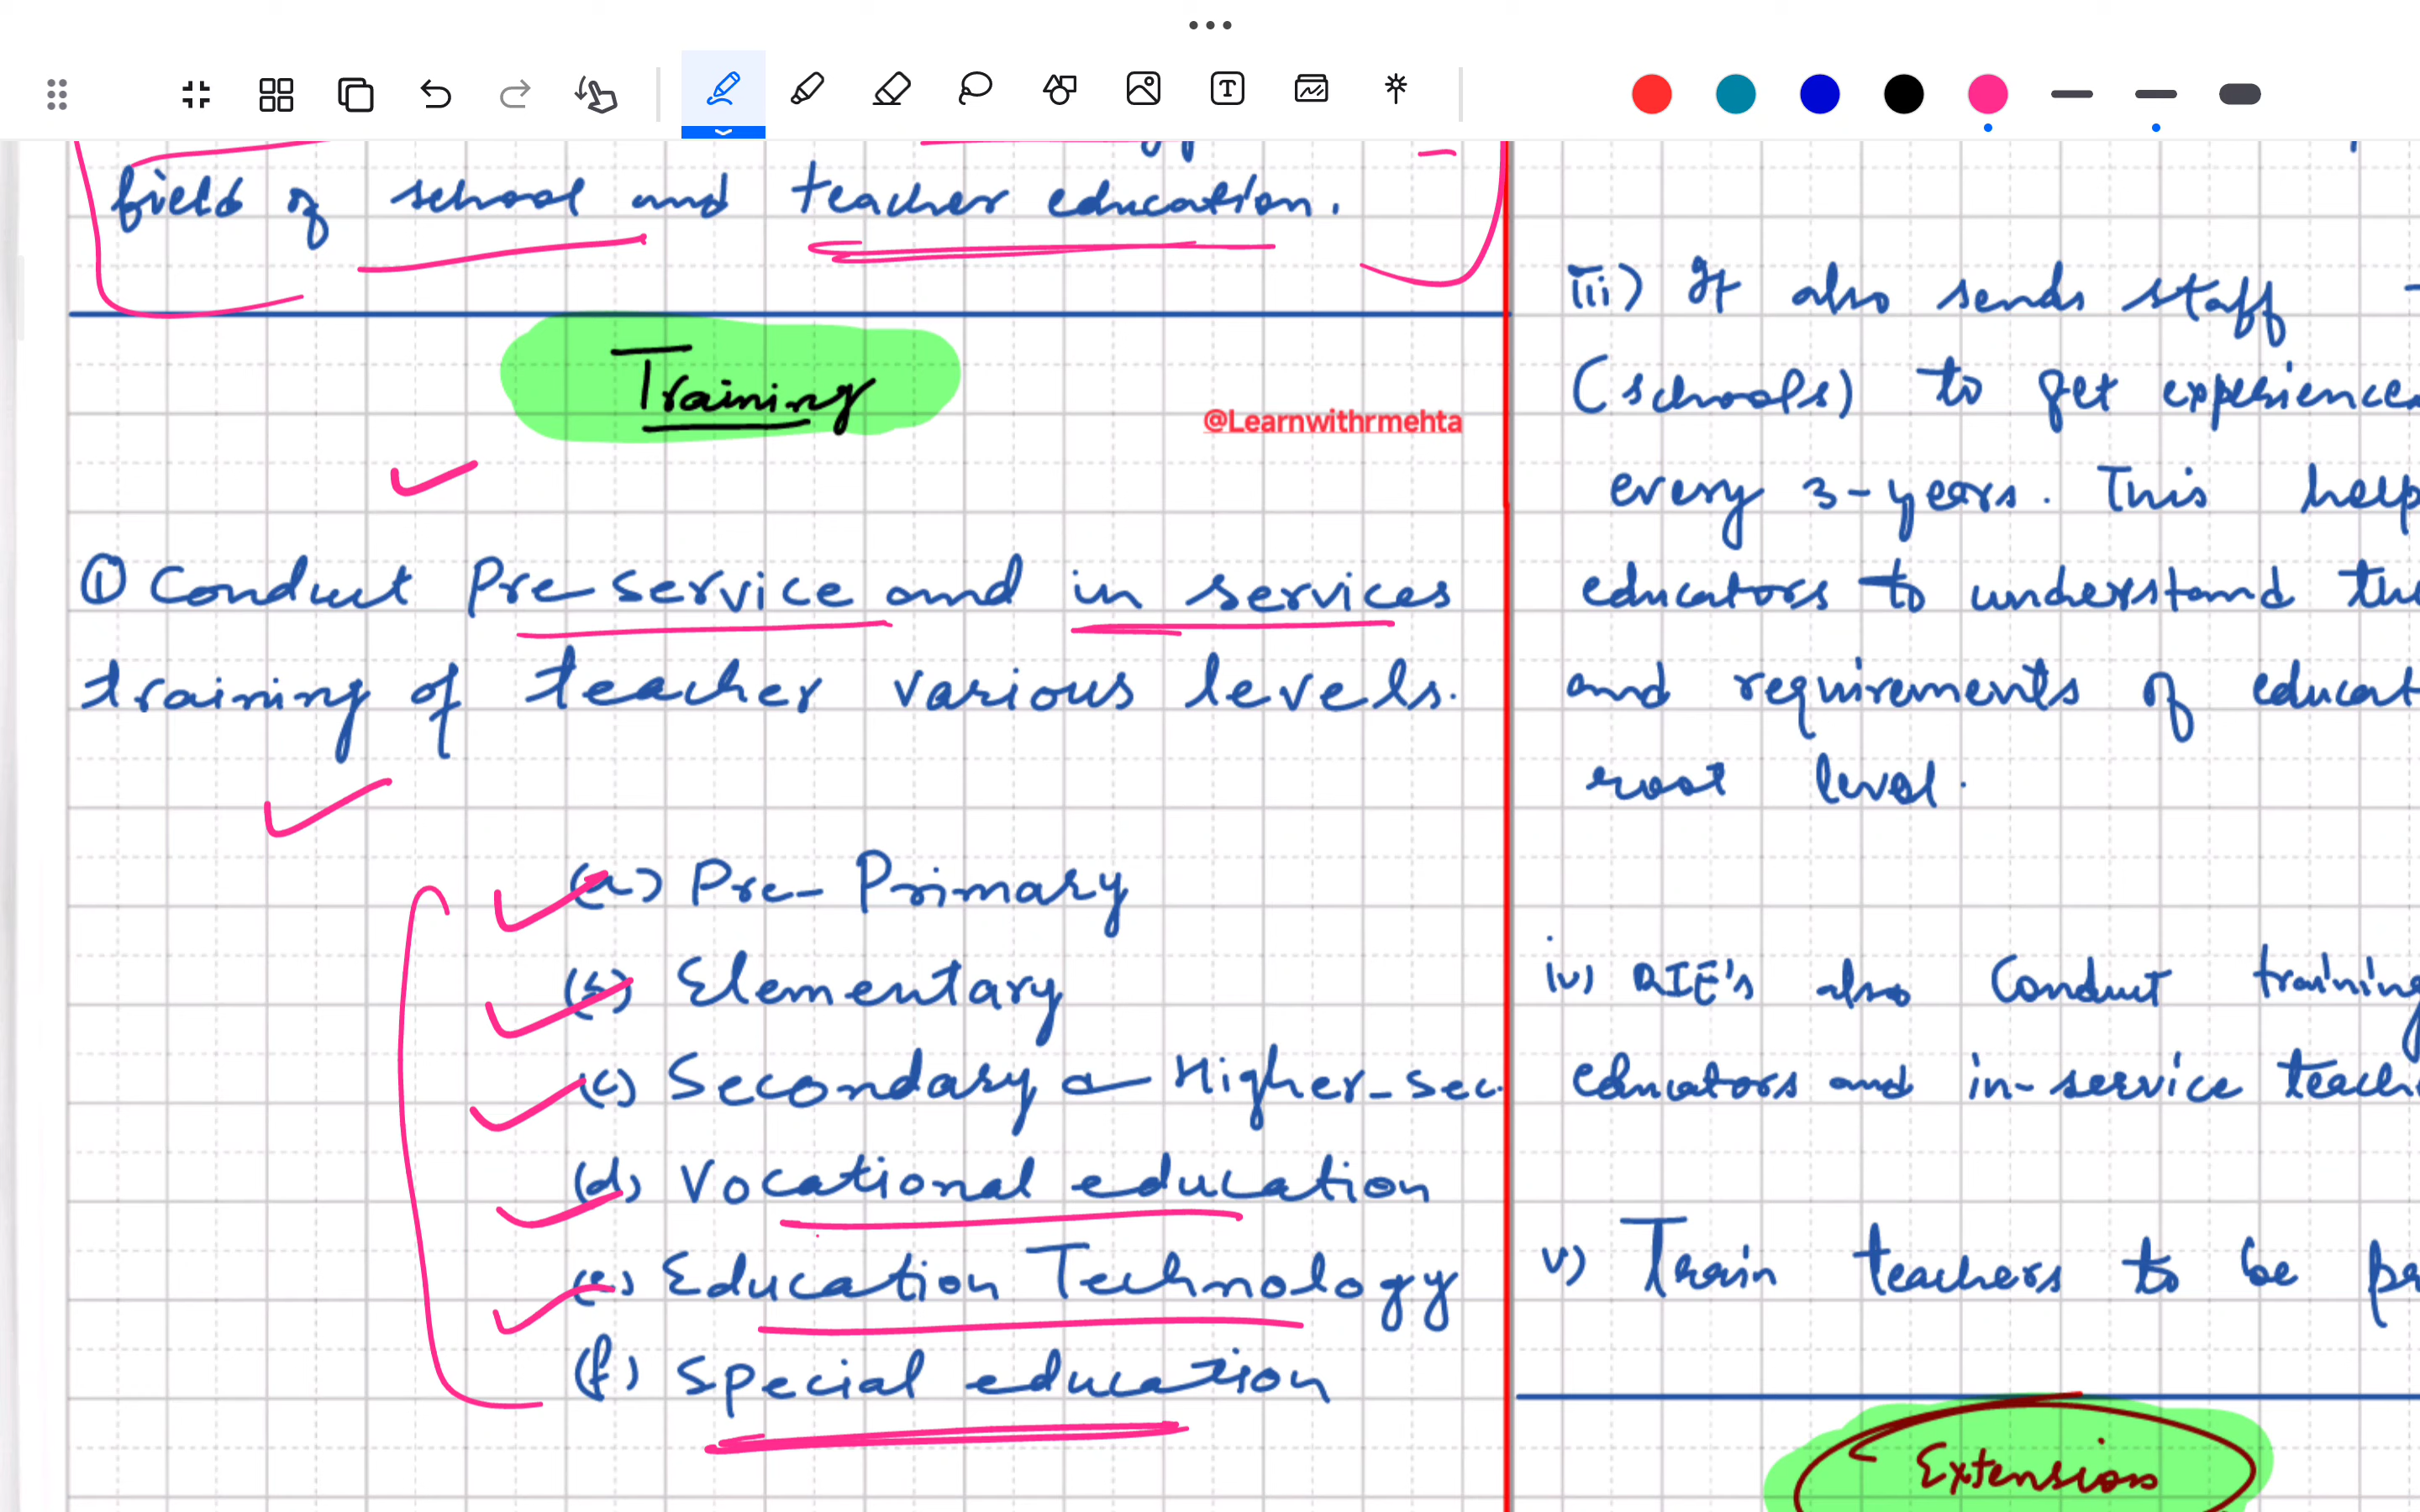 field of school and teacher education.
Training
@Learnwithrmehta
① Conduct Pre-service and in services
training of teacher various levels.
(a) Pre-Primary
(b) Elementary
(c) Secondary & Higher-sec.
(d) Vocational education
(e) Education Technology
(f) Special education
iii) It also sends staff
(schools) to get experience
every 3-years. This help
educators to understand the
and requirements of educat
root level.
iv) RIE's also Conduct training
educators and in-service teach
v) Train teachers to be
Extension